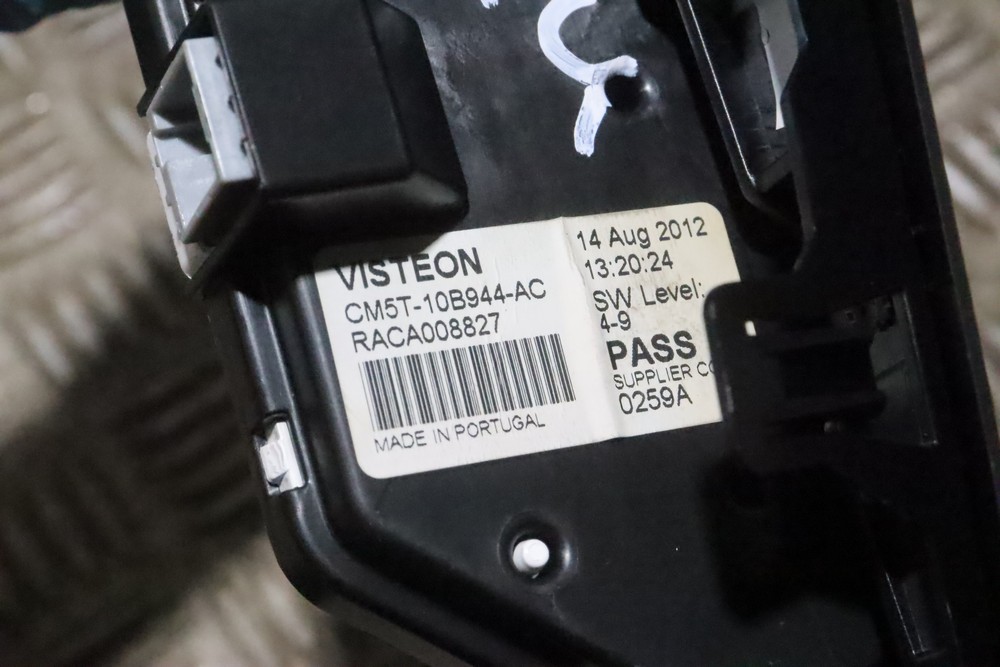 VISTEON
CM5T-10B944-AC
RACA008827
MADE IN PORTUGAL
14 Aug 2012
13:20:24
SW Level:
4-9
PASS
SUPPLIER
0259A